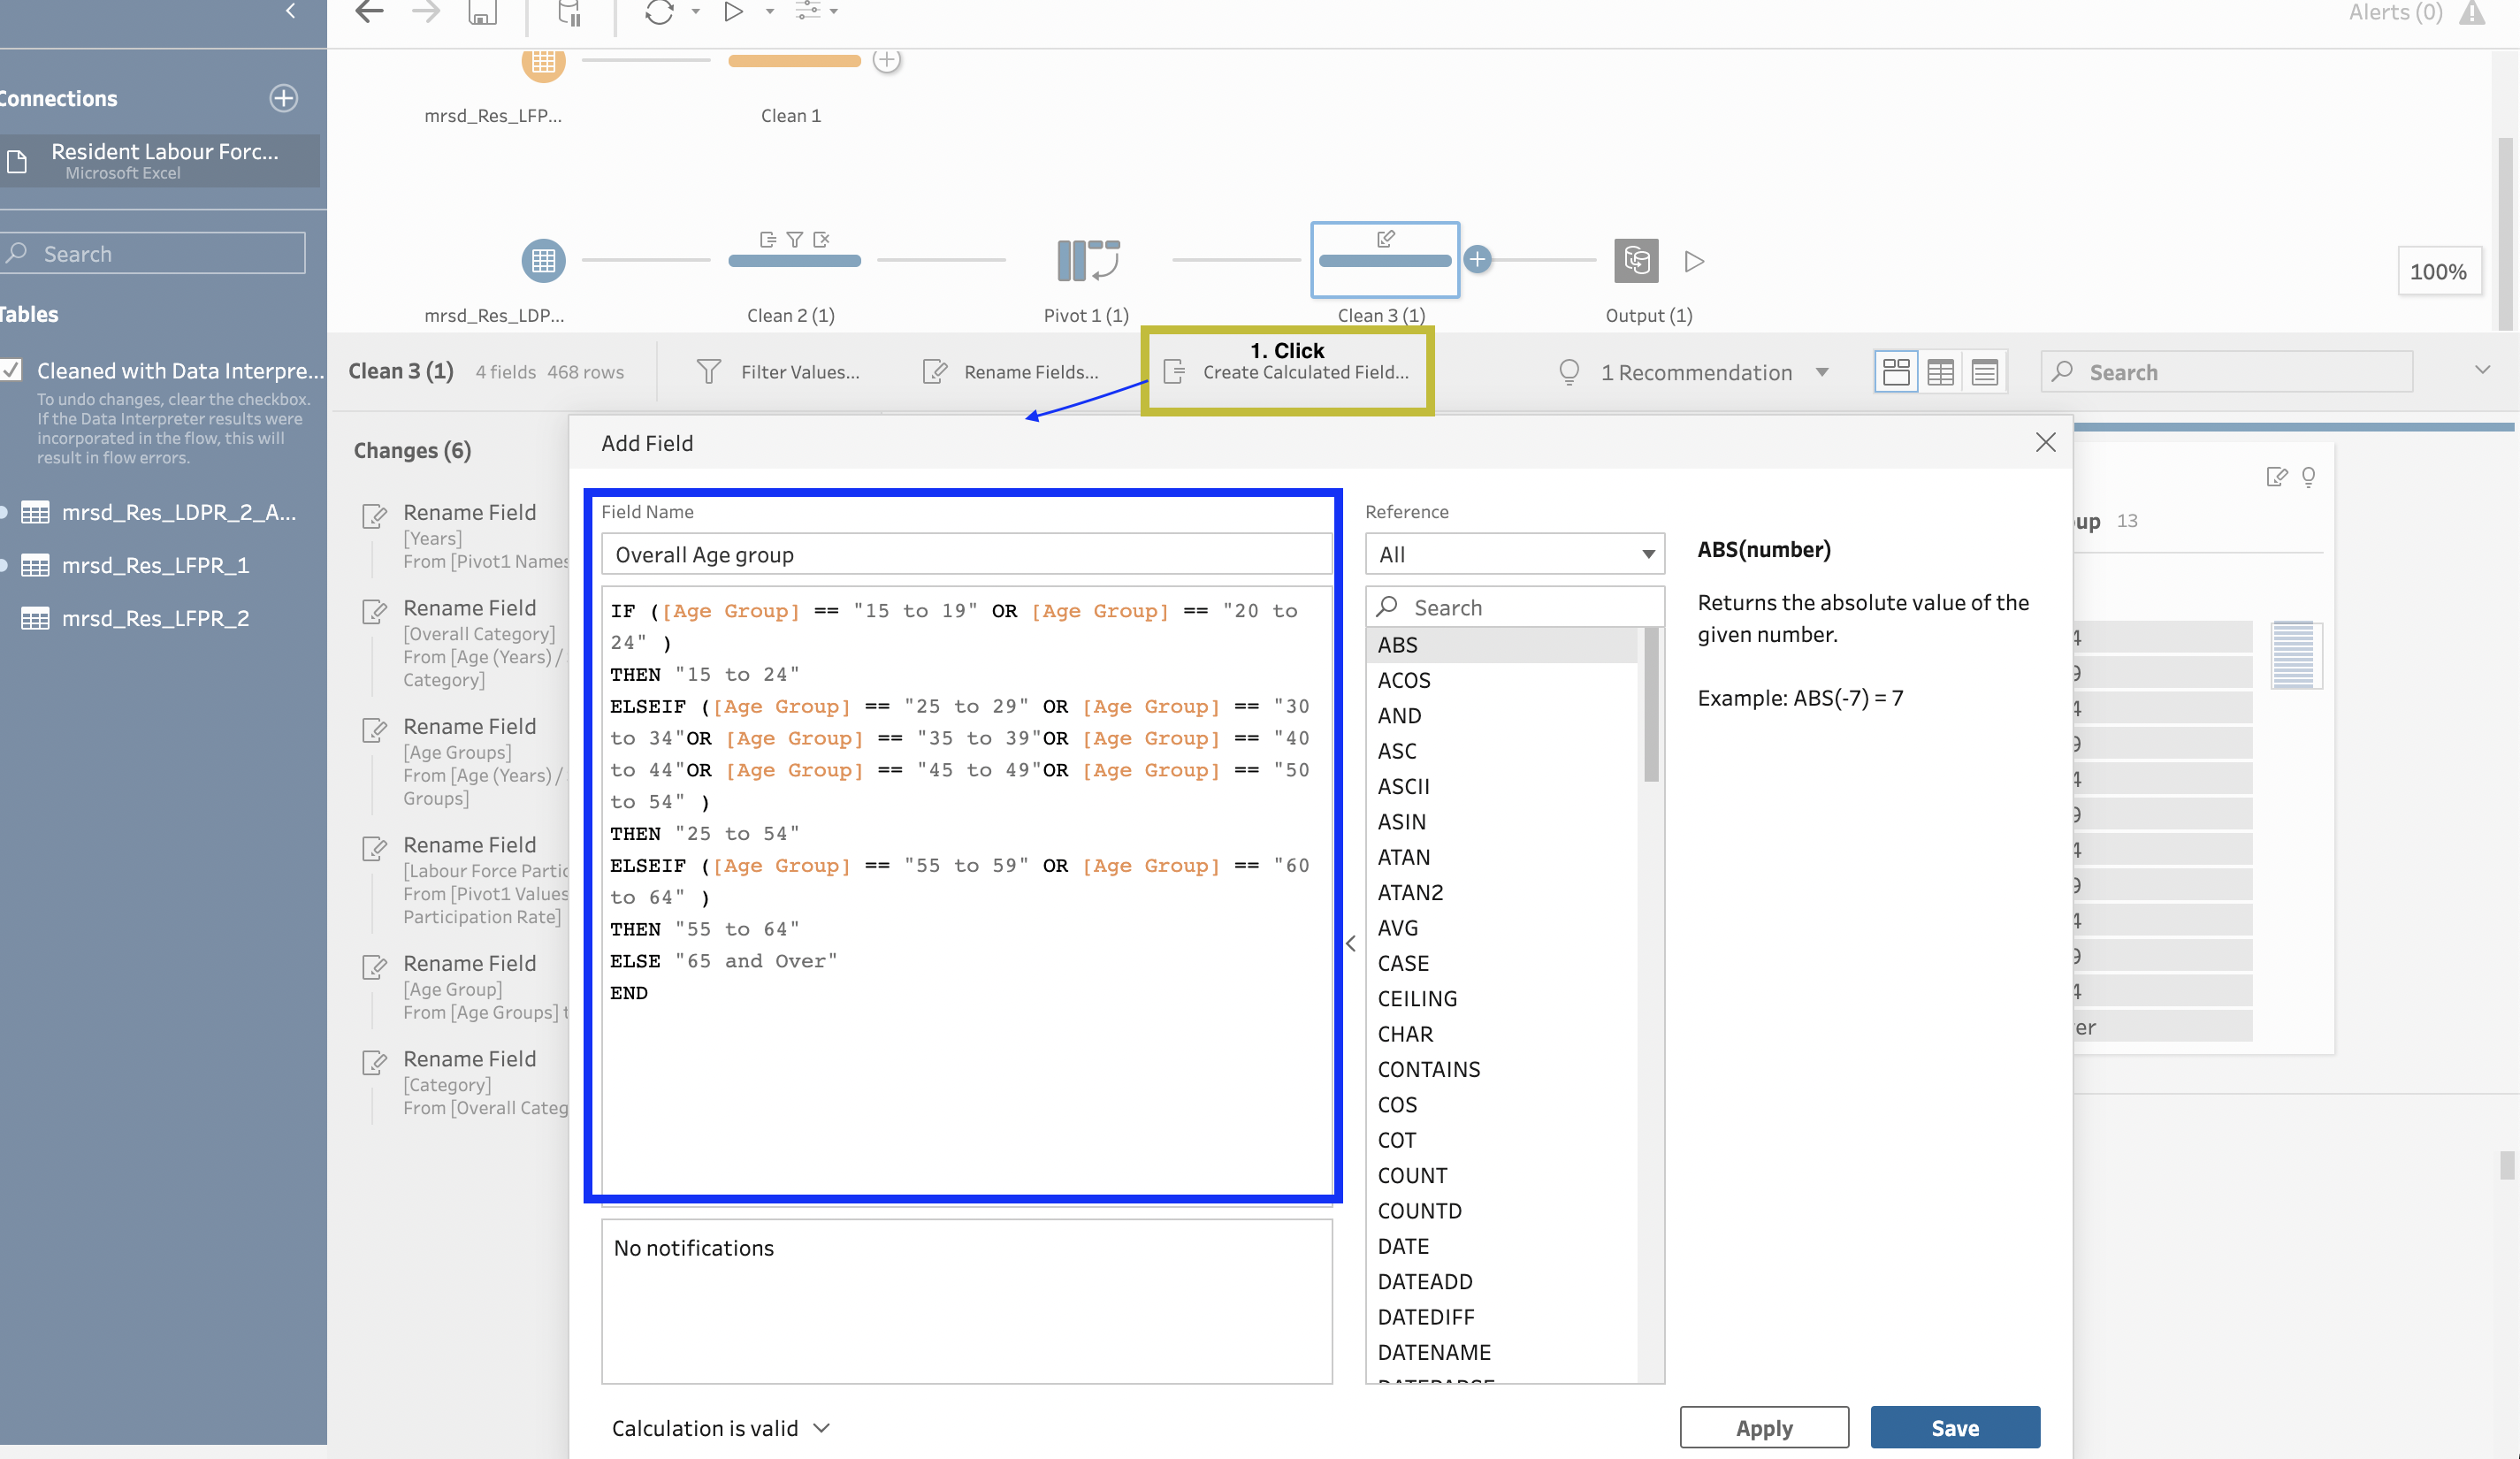 Alerts (0)
Connections
Resident Labour Forc...
Microsoft Excel
Search
Tables
Cleaned with Data Interpre...
To undo changes, clear the checkbox.
If the Data Interpreter results were
incorporated in the flow, this will
result in flow errors.
mrsd_Res_LDPR_2_A...
mrsd_Res_LFPR_1
mrsd_Res_LFPR_2
mrsd_Res_LFP...
Clean 1
mrsd_Res_LDP...
Clean 2 (1)
Pivot 1 (1)
Clean 3 (1)
Output (1)
100%
Clean 3 (1)
4 fields 468 rows
Filter Values...
Rename Fields...
1. Click
Create Calculated Field...
1 Recommendation
Search
Changes (6)
Rename Field
[Years]
From [Pivot1 Names
Rename Field
[Overall Category]
From [Age (Years) /
Category]
Rename Field
[Age Groups]
From [Age (Years) /
Groups]
Rename Field
[Labour Force Partic
From [Pivot1 Values
Participation Rate]
Rename Field
[Age Group]
From [Age Groups] t
Rename Field
[Category]
From [Overall Categ
Add Field
Field Name
Overall Age group
IF ([Age Group] == "15 to 19" OR [Age Group] == "20 to
24" )
THEN "15 to 24"
ELSEIF ([Age Group] == "25 to 29" OR [Age Group] == "30
to 34"OR [Age Group] == "35 to 39"OR [Age Group] == "40
to 44"OR [Age Group] == "45 to 49"OR [Age Group] == "50
to 54" )
THEN "25 to 54"
ELSEIF ([Age Group] == "55 to 59" OR [Age Group] == "60
to 64" )
THEN "55 to 64"
ELSE "65 and Over"
END
No notifications
Calculation is valid
Reference
All
Search
ABS
ACOS
AND
ASC
ASCII
ASIN
ATAN
ATAN2
AVG
CASE
CEILING
CHAR
CONTAINS
COS
COT
COUNT
COUNTD
DATE
DATEADD
DATEDIFF
DATENAME
DATEPARSE
ABS(number)
Returns the absolute value of the
given number.
Example: ABS(-7) = 7
Apply
Save
up 13
4
9
4
9
4
9
4
9
4
9
4
er